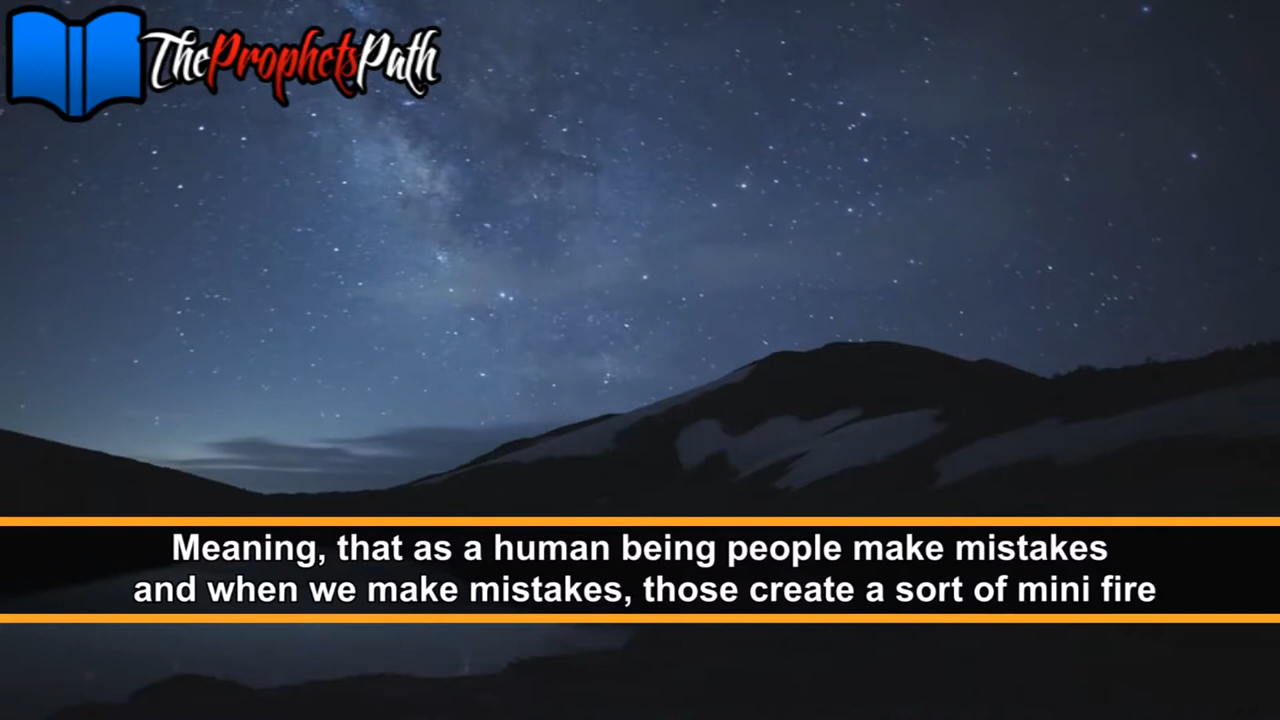 TheProphetsPath
Meaning, that as a human being people make mistakes
and when we make mistakes, those create a sort of mini fire